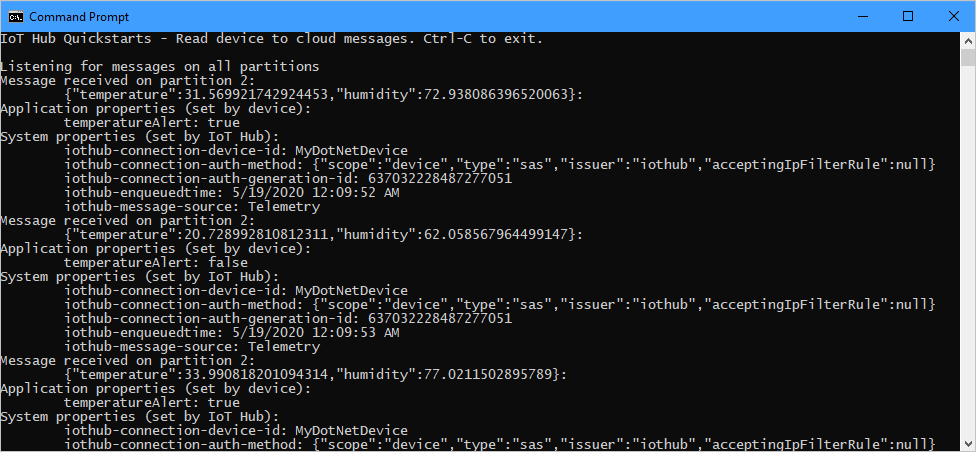 Command Prompt
IoT Hub Quickstarts - Read device to cloud messages. Ctrl-C to exit.
Listening for messages on all partitions
Message received on partition 2:
{"temperature":31.569921742924453,"humidity":72.938086396520063}:
Application properties (set by device):
temperatureAlert: true
System properties (set by IoT Hub):
iothub-connection-device-id: MyDotNetDevice
iothub-connection-auth-method: {"scope":"device","type":"sas","issuer":"iothub","acceptingIpFilterRule":null}
iothub-connection-auth-generation-id: 637032228487277051
iothub-enqueuedtime: 5/19/2020 12:09:52 AM
iothub-message-source: Telemetry
Message received on partition 2:
{"temperature":20.728992810812311,"humidity":62.058567964499147}:
Application properties (set by device):
temperatureAlert: false
System properties (set by IoT Hub):
iothub-connection-device-id: MyDotNetDevice
iothub-connection-auth-method: {"scope":"device","type":"sas","issuer":"iothub","acceptingIpFilterRule":null}
iothub-connection-auth-generation-id: 637032228487277051
iothub-enqueuedtime: 5/19/2020 12:09:53 AM
iothub-message-source: Telemetry
Message received on partition 2:
{"temperature":33.990818201094314,"humidity":77.0211502895789}:
Application properties (set by device):
temperatureAlert: true
System properties (set by IoT Hub):
iothub-connection-device-id: MyDotNetDevice
iothub-connection-auth-method: {"scope":"device","type":"sas","issuer":"iothub","acceptingIpFilterRule":null}